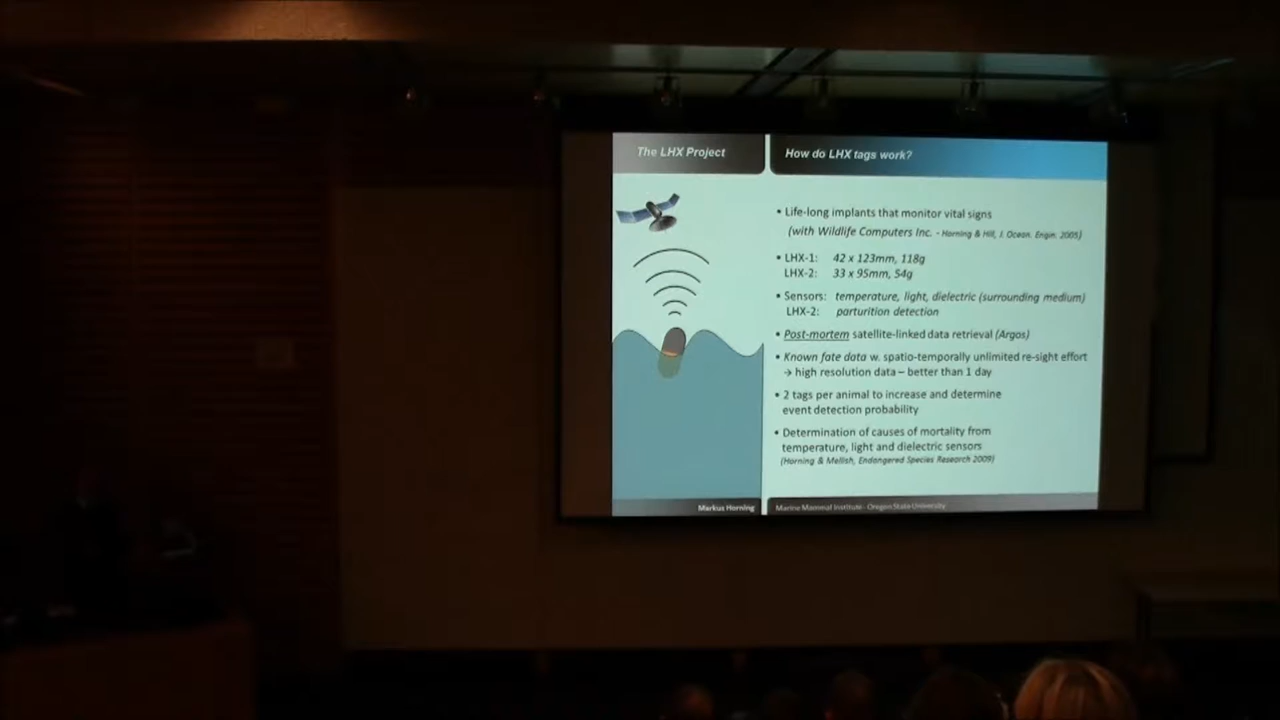 The LHX Project
How do LHX tags work?
• Life-long implants that monitor vital signs
(with Wildlife Computers Inc. - Horning & Hill, J. Ocean. Engin. 2005)
• LHX-1: 42 x 123mm, 118g
LHX-2: 33 x 95mm, 54g
• Sensors: temperature, light, dielectric (surrounding medium)
LHX-2: parturition detection
• Post-mortem satellite-linked data retrieval (Argos)
• Known fate data w. spatio-temporally unlimited re-sight effort
→ high resolution data – better than 1 day
• 2 tags per animal to increase and determine
event detection probability
• Determination of causes of mortality from
temperature, light and dielectric sensors
(Horning & Mellish, Endangered Species Research 2009)
Markus Horning
Marine Mammal Institute - Oregon State University